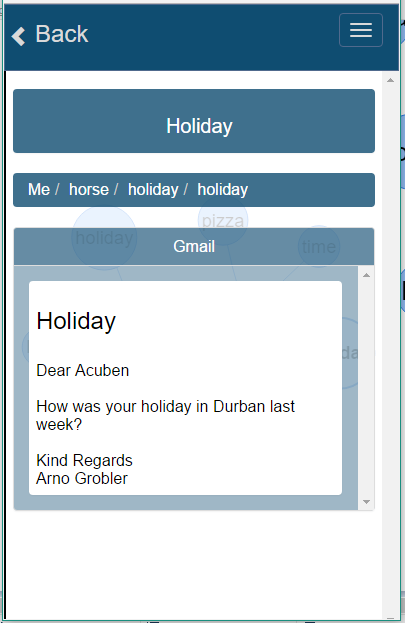 Back
Holiday
Me / horse / holiday / holiday
pizza
holiday
time
Gmail
Holiday
Dear Acuben
How was your holiday in Durban last
week?
Kind Regards
Arno Grobler